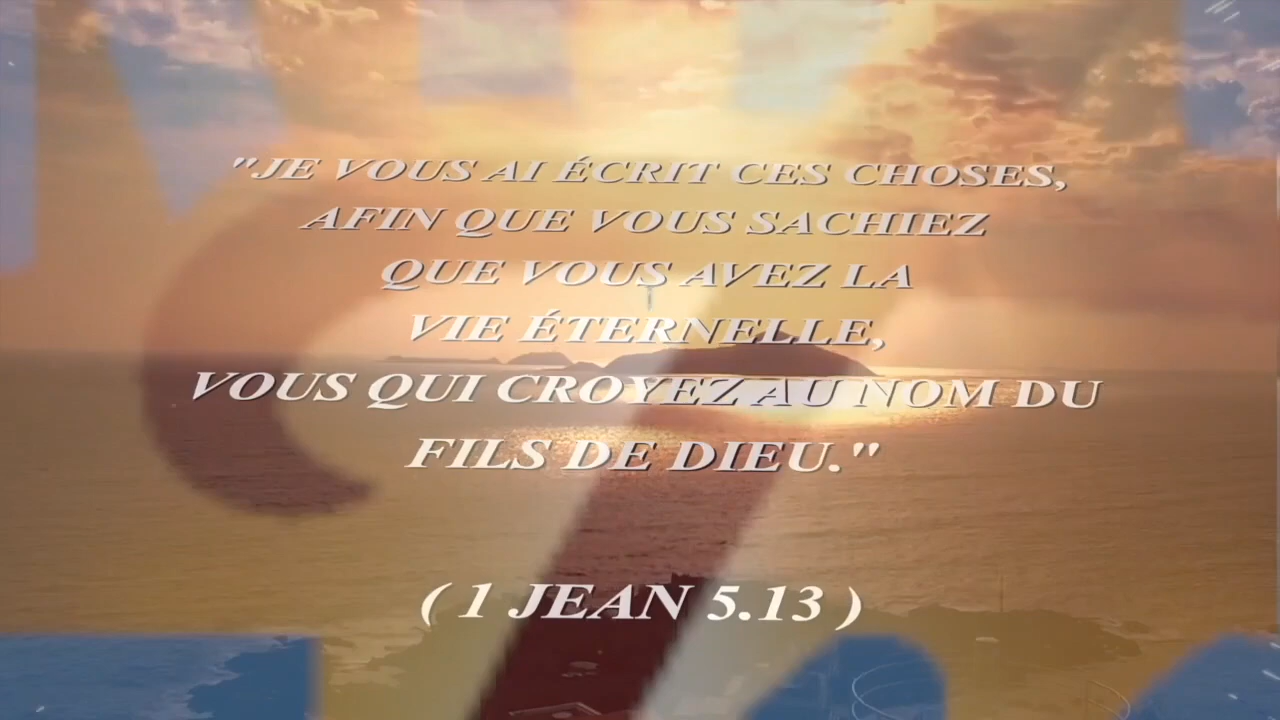 "JE VOUS AI ÉCRIT CES CHOSES,
AFIN QUE VOUS SACHIEZ
QUE VOUS AVEZ LA
VIE ÉTERNELLE,
VOUS QUI CROYEZ AU NOM DU
FILS DE DIEU."
( 1 JEAN 5.13 )